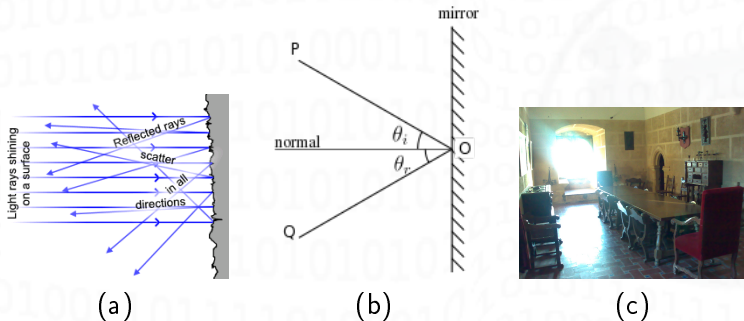 Light rays shining
on a surface
Reflected rays
scatter
in all
directions
(a)
mirror
P
normal
θi
θr
O
Q
(b)
(c)